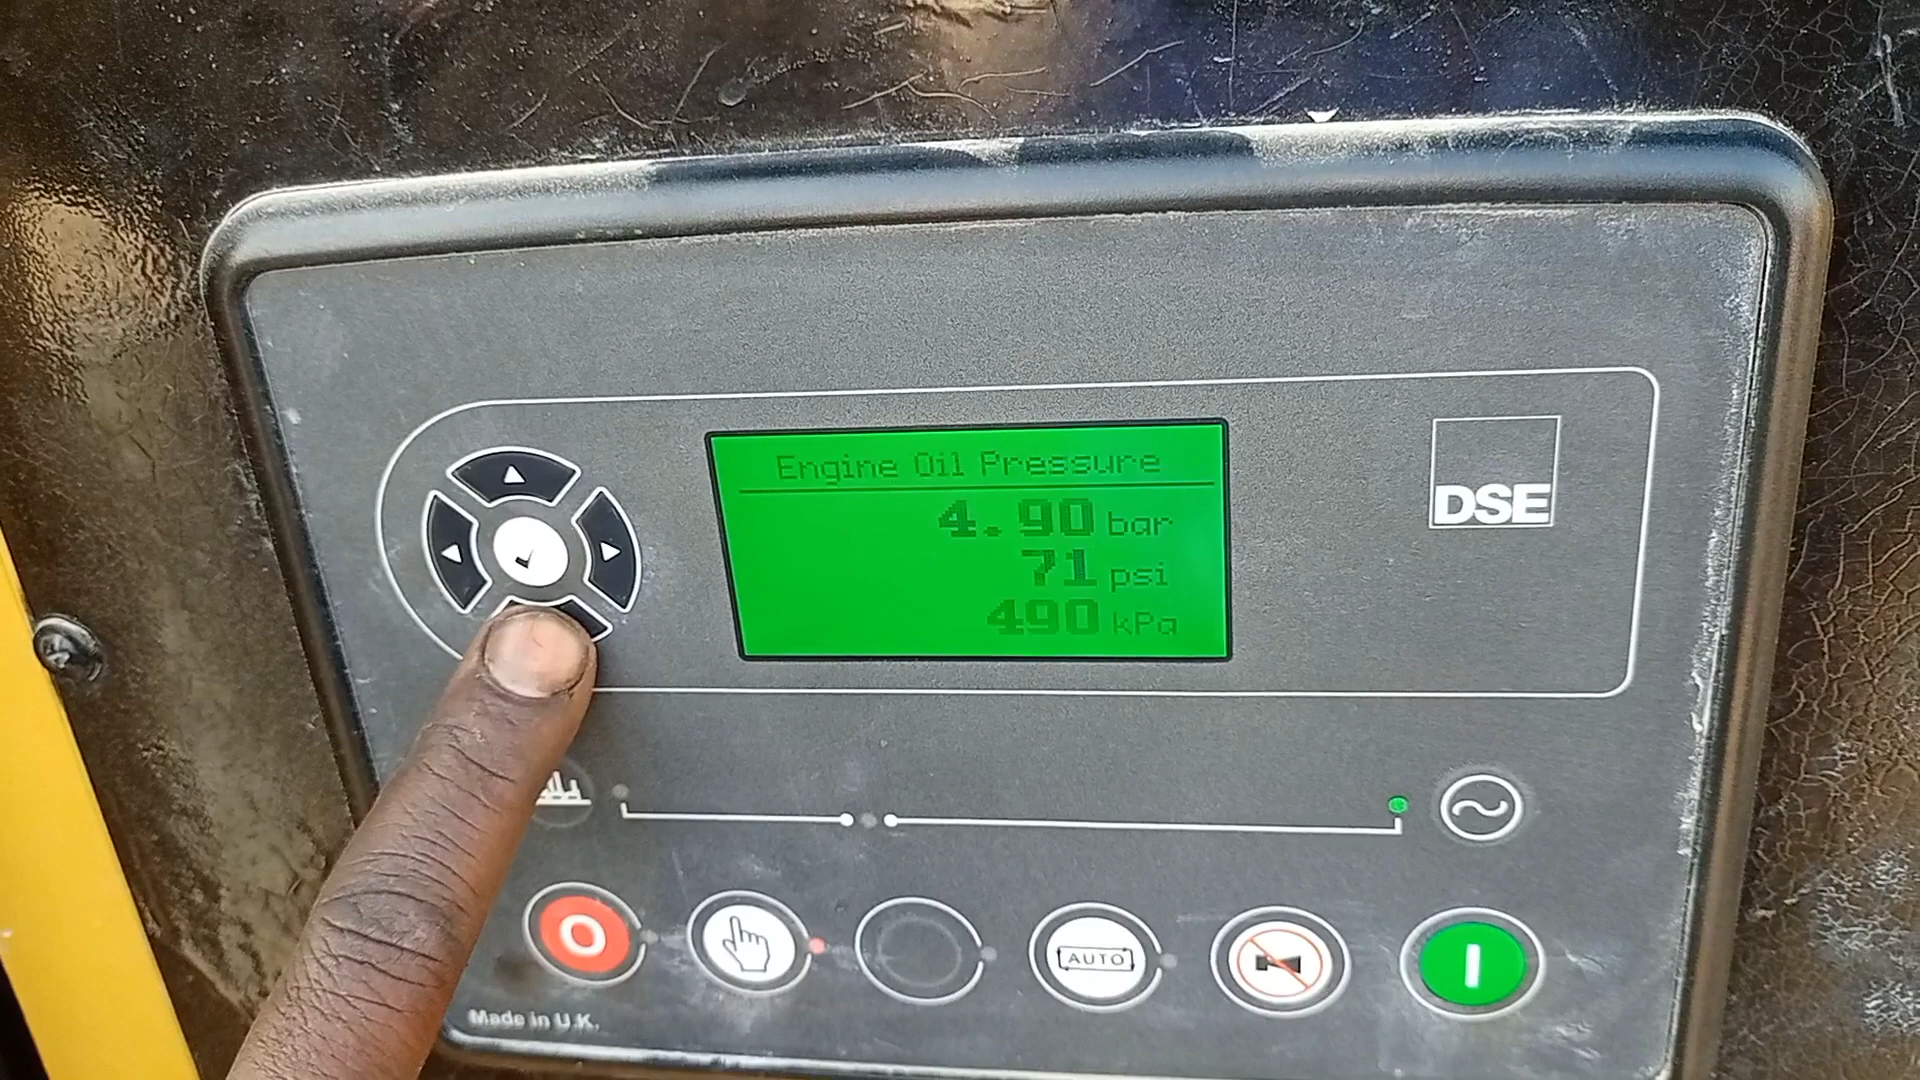 Engine Oil Pressure
4.90 bar
71 psi
490 kPa
DSE
O
AUTO
I
Made in U.K.